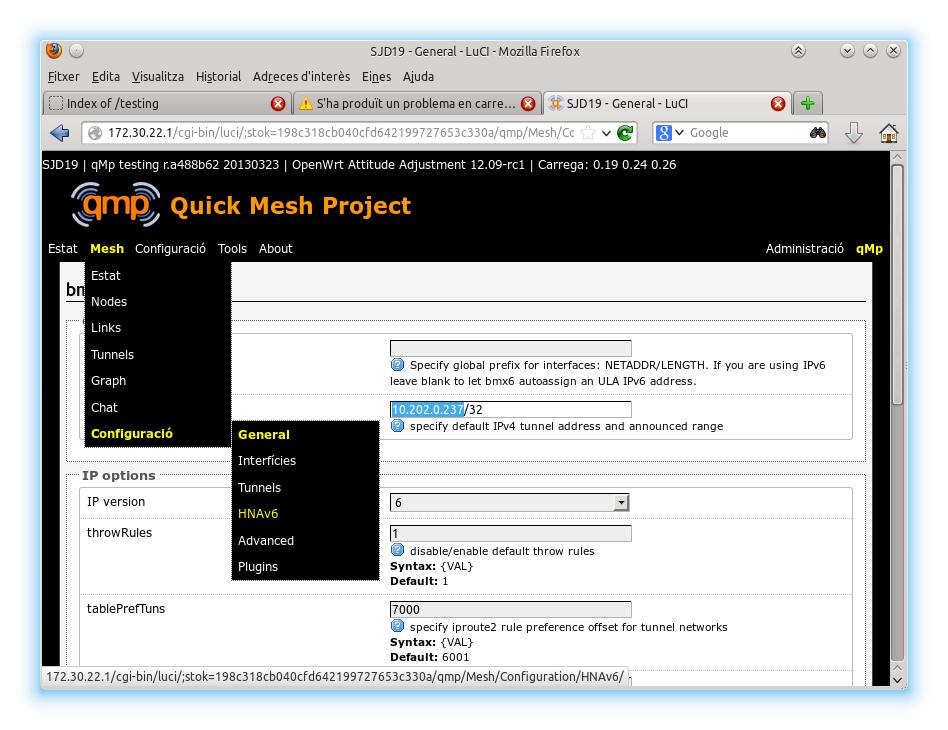 SJD19 - General - LuCI - Mozilla Firefox
Fitxer Edita Visualitza Historial Adreces d'interès Eines Ajuda
Index of /testing
S'ha produït un problema en carre...
SJD19 - General - LuCI
172.30.22.1/cgi-bin/luci/;stok=198c318cb040cfd642199727653c330a/qmp/Mesh/Cc
Google
SJD19 | qMp testing r.a488b62 20130323 | OpenWrt Attitude Adjustment 12.09-rc1 | Carrega: 0.19 0.24 0.26
qmp Quick Mesh Project
Estat Mesh Configuració Tools About Administració qMp
Estat
Nodes
Links
Tunnels
Graph
Chat
Configuració
General
Interfícies
Tunnels
HNAv6
Advanced
Plugins
Specify global prefix for interfaces: NETADDR/LENGTH. If you are using IPv6
leave blank to let bmx6 autoassign an ULA IPv6 address.
10.202.0.237/32
specify default IPv4 tunnel address and announced range
IP options
IP version 6
throwRules 1
disable/enable default throw rules
Syntax: {VAL}
Default: 1
tablePrefTuns 7000
specify iproute2 rule preference offset for tunnel networks
Syntax: {VAL}
Default: 6001
172.30.22.1/cgi-bin/luci/;stok=198c318cb040cfd642199727653c330a/qmp/Mesh/Configuration/HNAv6/